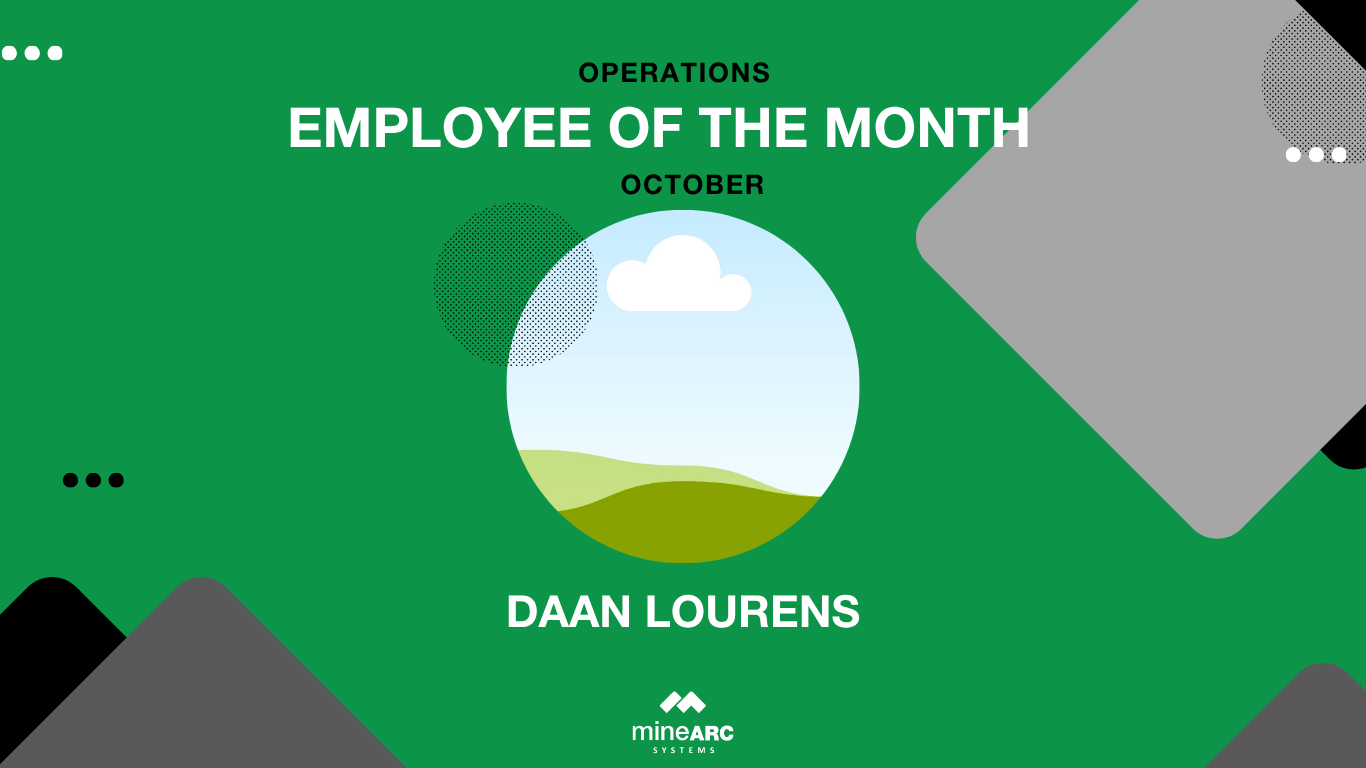 OPERATIONS
EMPLOYEE OF THE MONTH
OCTOBER
DAAN LOURENS
mineARC
SYSTEMS